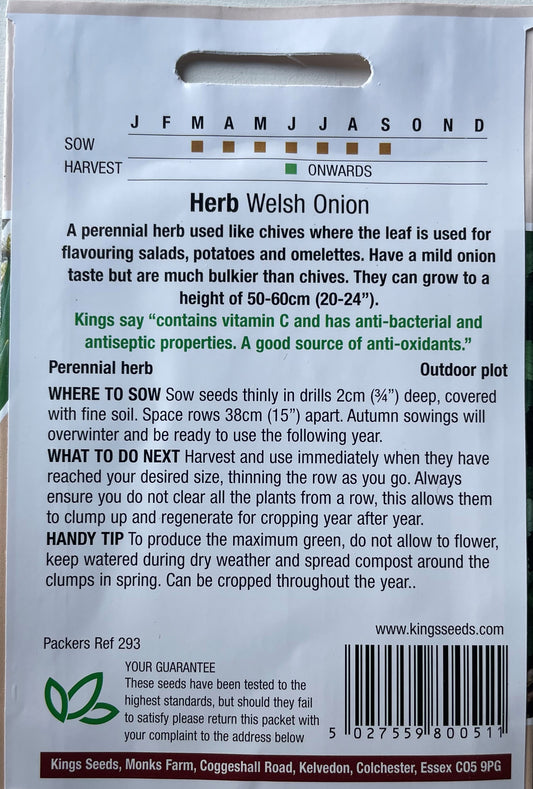 J F M A M J J A S O N D
SOW
HARVEST ONWARDS
Herb Welsh Onion
A perennial herb used like chives where the leaf is used for
flavouring salads, potatoes and omelettes. Have a mild onion
taste but are much bulkier than chives. They can grow to a
height of 50-60cm (20-24”).
Kings say “contains vitamin C and has anti-bacterial and
antiseptic properties. A good source of anti-oxidants.”
Perennial herb Outdoor plot
WHERE TO SOW Sow seeds thinly in drills 2cm (¾”) deep, covered
with fine soil. Space rows 38cm (15”) apart. Autumn sowings will
overwinter and be ready to use the following year.
WHAT TO DO NEXT Harvest and use immediately when they have
reached your desired size, thinning the row as you go. Always
ensure you do not clear all the plants from a row, this allows them
to clump up and regenerate for cropping year after year.
HANDY TIP To produce the maximum green, do not allow to flower,
keep watered during dry weather and spread compost around the
clumps in spring. Can be cropped throughout the year..
www.kingsseeds.com
Packers Ref 293
YOUR GUARANTEE
These seeds have been tested to the
highest standards, but should they fail
to satisfy please return this packet with
your complaint to the address below
5 027559 800511
Kings Seeds, Monks Farm, Coggeshall Road, Kelvedon, Colchester, Essex CO5 9PG